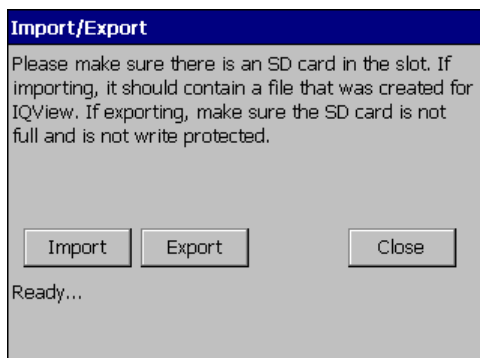 Import/Export
Please make sure there is an SD card in the slot. If
importing, it should contain a file that was created for
IQView. If exporting, make sure the SD card is not
full and is not write protected.
Import Export Close
Ready...